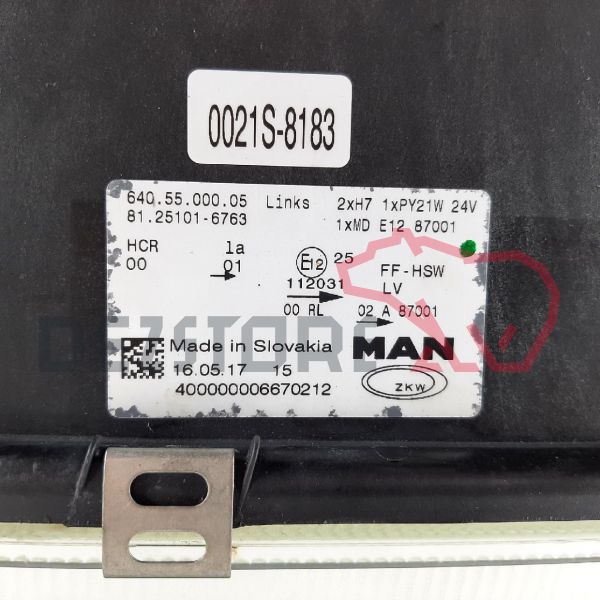 0021S-8183
640.55.000.05 Links 2xH7 1xPY21W 24V
81.25101-6763 1xMD E12 87001
HCR 1a E12 25 FF-HSW
00 01 112031 LV
00 RL 02 A 87001
Made in Slovakia MAN
16.05.17 15 ZKW
400000006670212
DEZSTORE